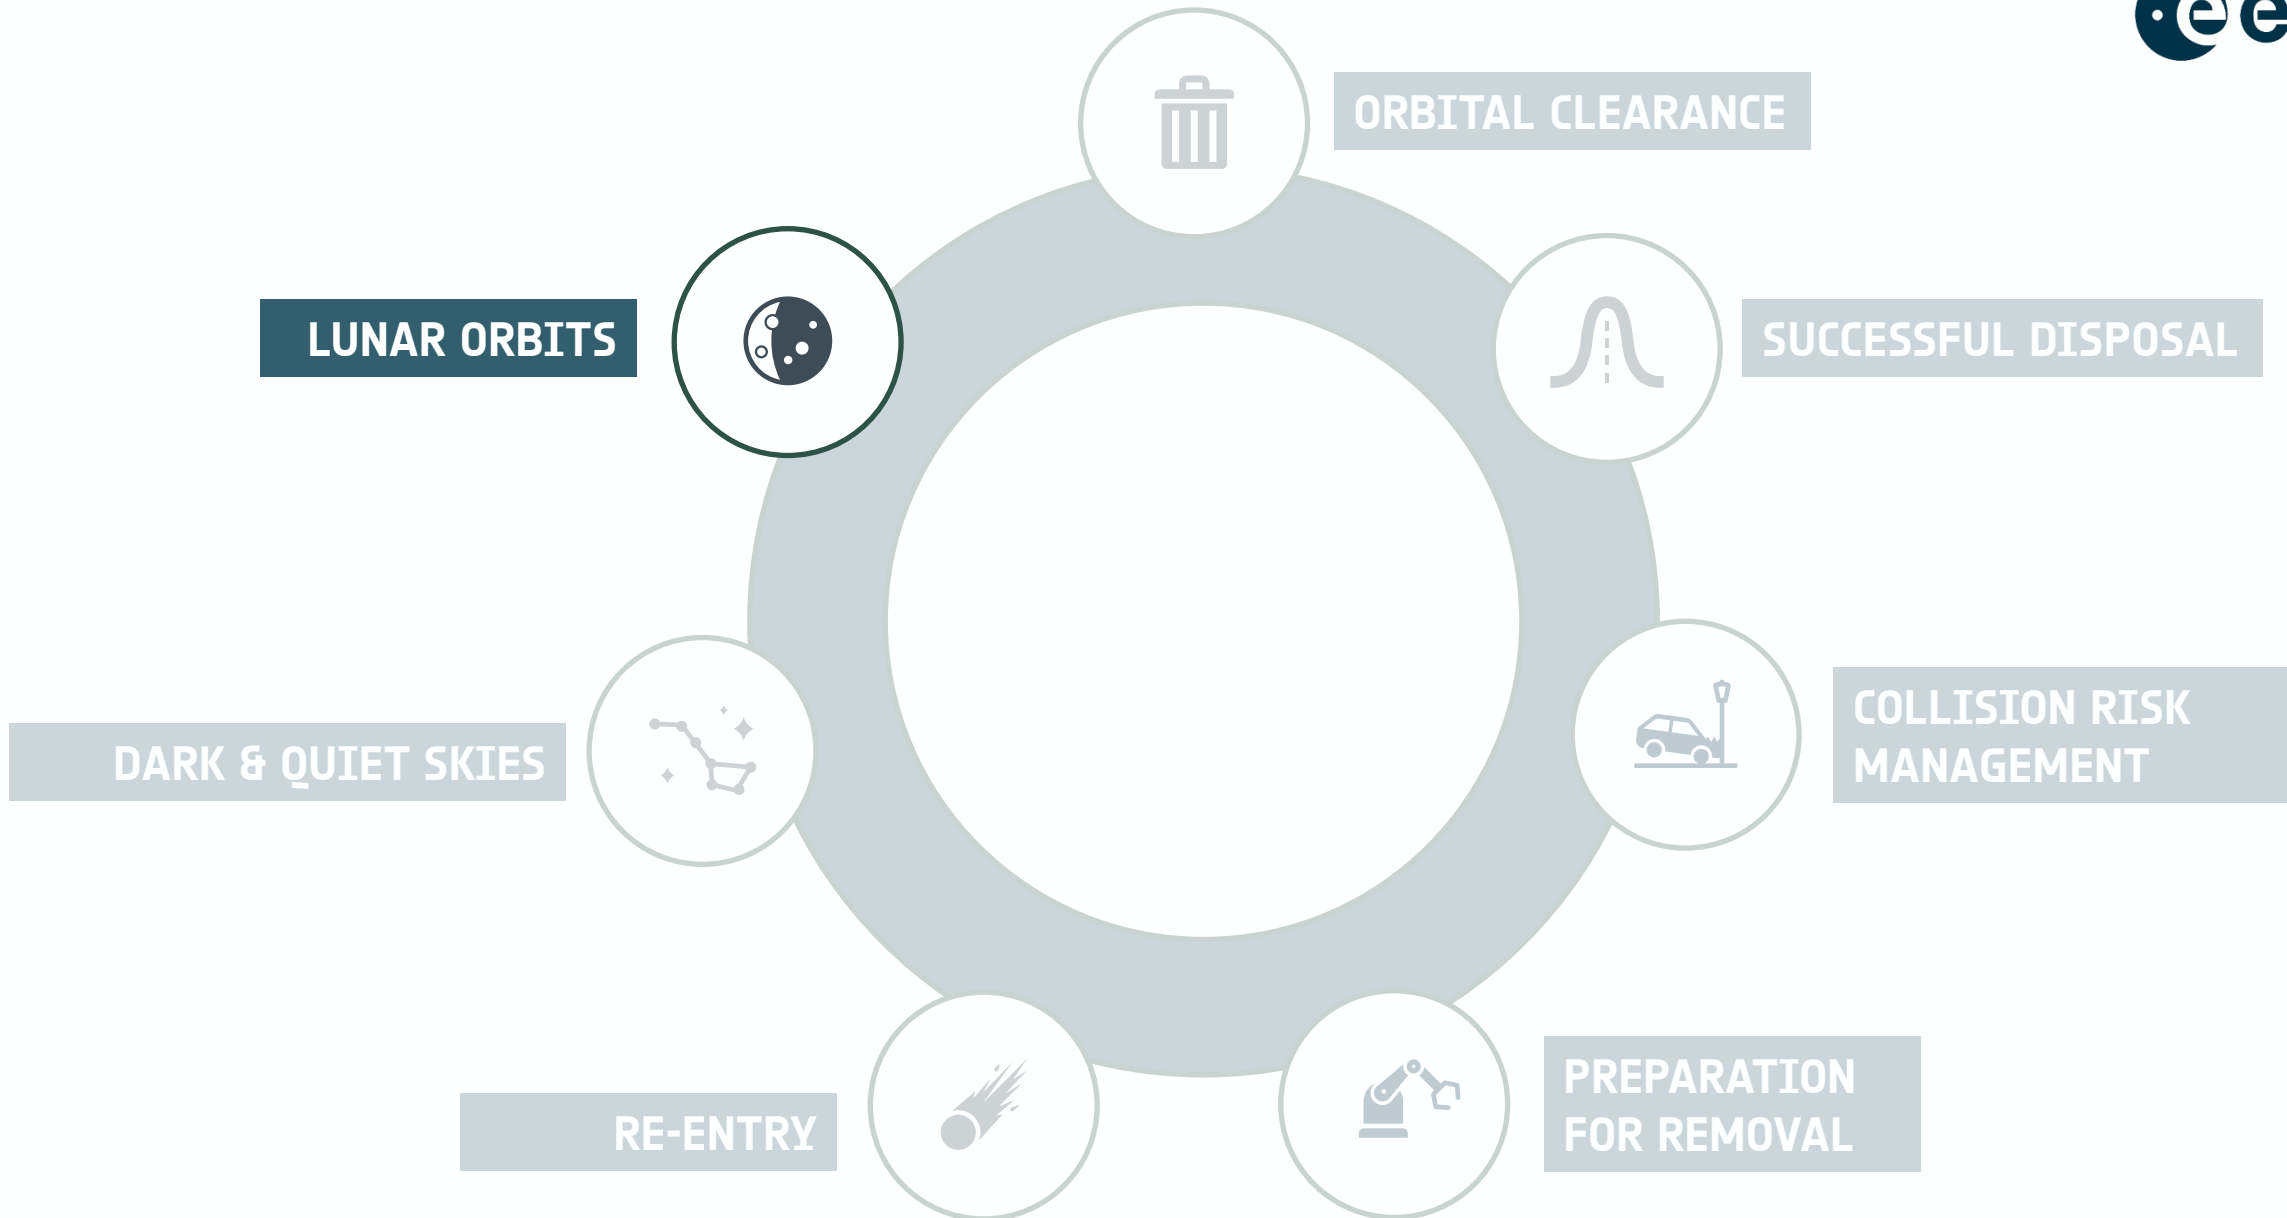 ORBITAL CLEARANCE
SUCCESSFUL DISPOSAL
COLLISION RISK
MANAGEMENT
PREPARATION
FOR REMOVAL
RE-ENTRY
DARK & QUIET SKIES
LUNAR ORBITS